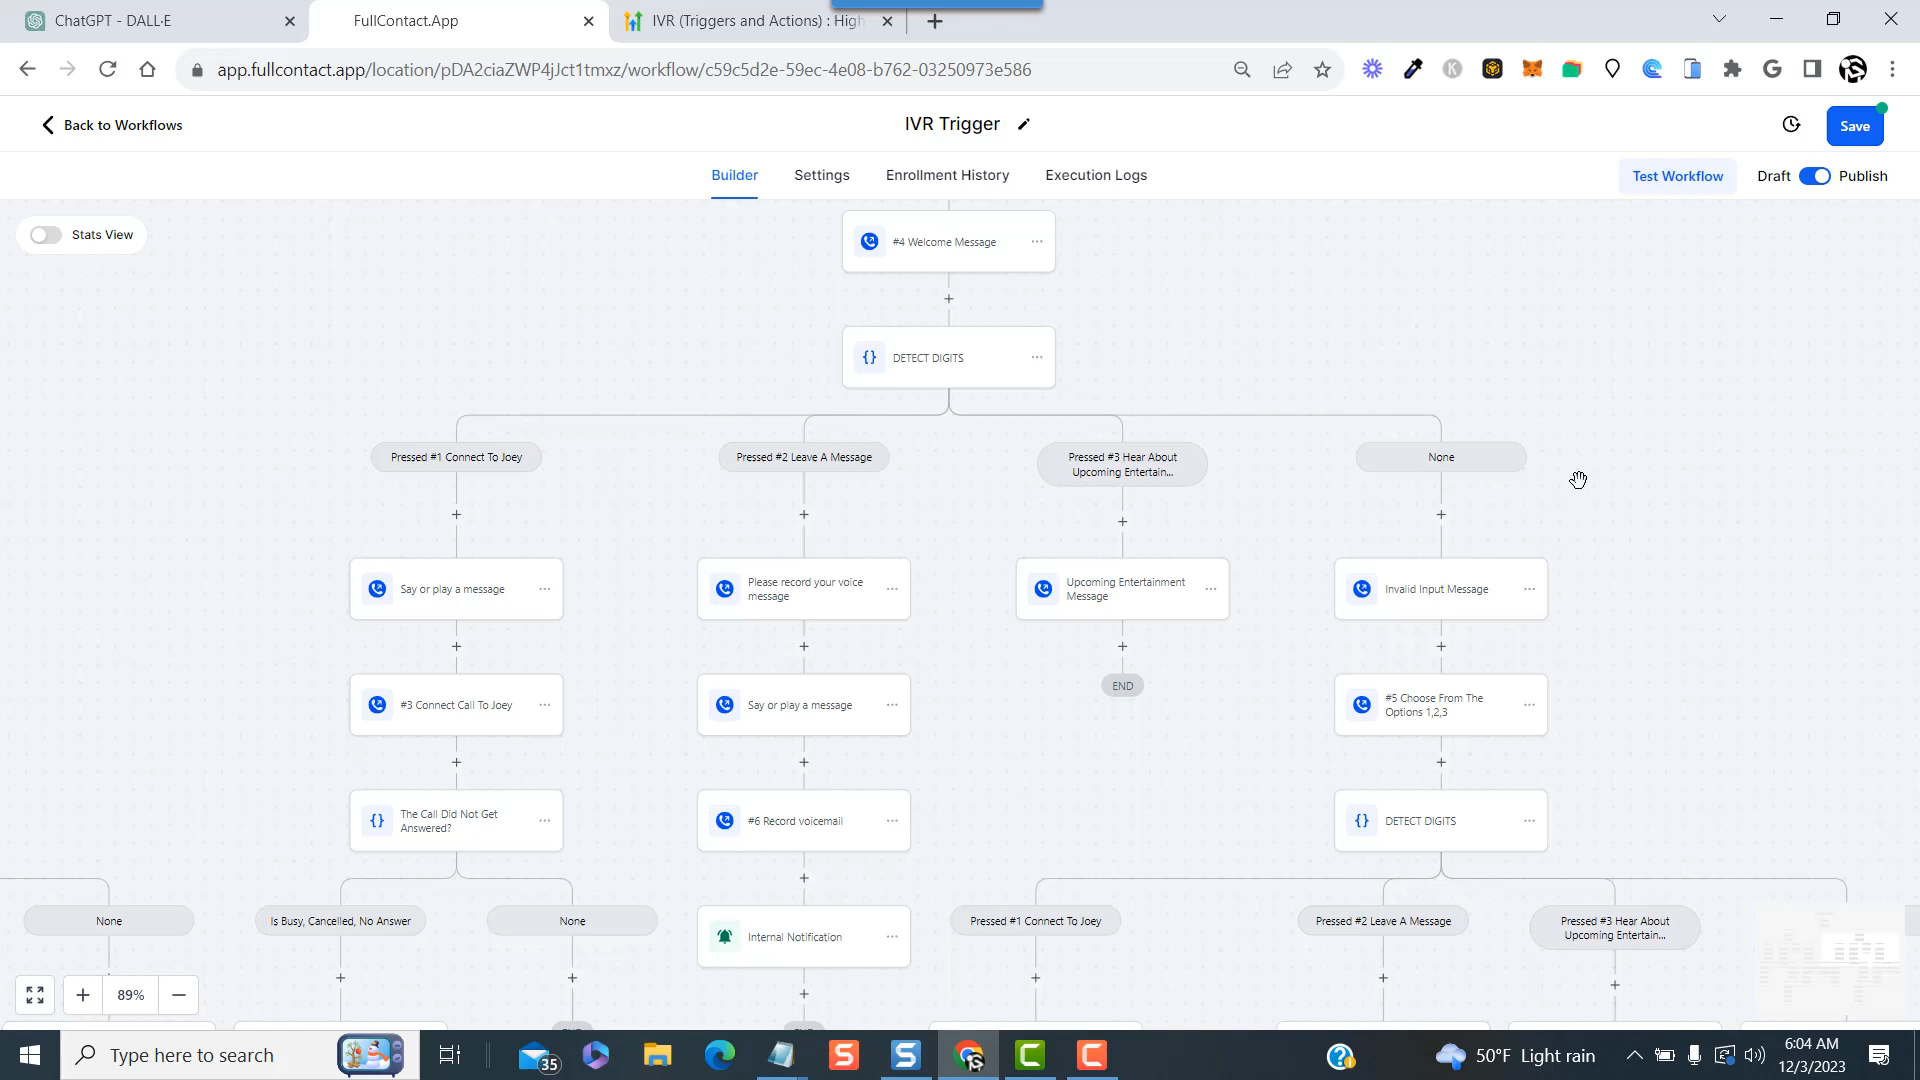 ChatGPT - DALL·E
FullContact.App
IVR (Triggers and Actions) : High
app.fullcontact.app/location/pDA2ciaZWP4jJct1tmxz/workflow/c59c5d2e-59ec-4e08-b762-03250973e586
Back to Workflows
IVR Trigger
Save
Builder
Settings
Enrollment History
Execution Logs
Test Workflow
Draft
Publish
Stats View
#4 Welcome Message
DETECT DIGITS
Pressed #1 Connect To Joey
Pressed #2 Leave A Message
Pressed #3 Hear About
Upcoming Entertain...
None
Say or play a message
Please record your voice
message
Upcoming Entertainment
Message
Invalid Input Message
#3 Connect Call To Joey
Say or play a message
END
#5 Choose From The
Options 1,2,3
The Call Did Not Get
Answered?
#6 Record voicemail
DETECT DIGITS
None
Is Busy, Cancelled, No Answer
None
Internal Notification
Pressed #1 Connect To Joey
Pressed #2 Leave A Message
Pressed #3 Hear About
Upcoming Entertain...
89%
Type here to search
35
50°F Light rain
6:04 AM
12/3/2023